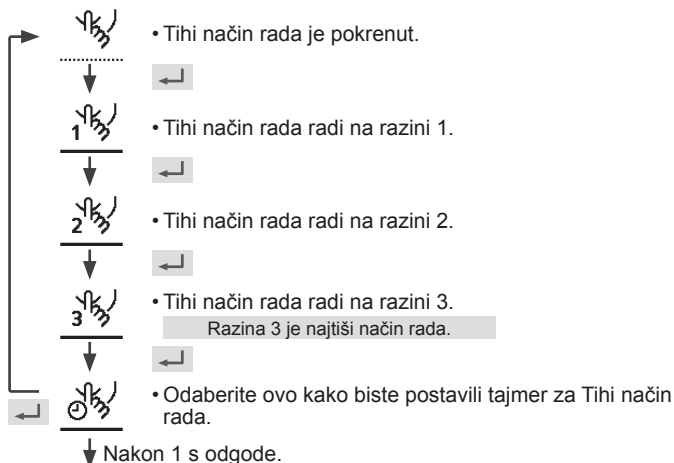 • Tihi način rada je pokrenut.
1
• Tihi način rada radi na razini 1.
2
• Tihi način rada radi na razini 2.
3
• Tihi način rada radi na razini 3.
Razina 3 je najtiši način rada.
• Odaberite ovo kako biste postavili tajmer za Tihi način
rada.
Nakon 1 s odgode.